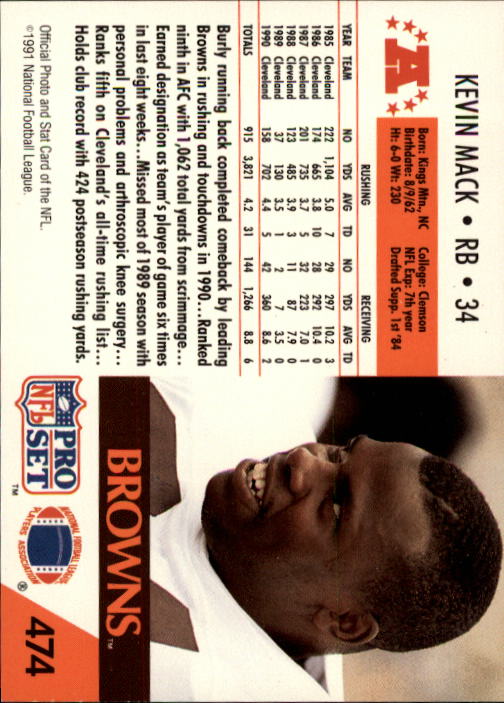 KEVIN MACK • RB • 34
A
Born: Kings Mtn., NC College: Clemson
Birthdate: 8/9/62 NFL Exp: 7th year
Ht: 6-0 Wt: 230 Drafted Supp. 1st '84
RUSHING RECEIVING
YEAR TEAM NO YDS AVG TD NO YDS AVG TD
1985 Cleveland 222 1,104 5.0 7 29 297 10.2 3
1986 Cleveland 174 665 3.8 10 28 292 10.4 0
1987 Cleveland 201 735 3.7 5 32 223 7.0 1
1988 Cleveland 123 485 3.9 3 11 87 7.9 0
1989 Cleveland 37 130 3.5 1 2 7 3.5 0
1990 Cleveland 158 702 4.4 5 42 360 8.6 2
TOTALS 915 3,821 4.2 31 144 1,266 8.8 6
Burly running back completed comeback by leading
Browns in rushing and touchdowns in 1990...Ranked
ninth in AFC with 1,062 total yards from scrimmage...
Earned designation as team's player of game six times
in last eight weeks...Missed most of 1989 season with
personal problems and arthroscopic knee surgery...
Ranks fifth on Cleveland's all-time rushing list...
Holds club record with 424 postseason rushing yards.
Official Photo and Stat Card of the NFL.
©1991 National Football League.
BROWNS™
PRO
NFL
SET
™
NATIONAL FOOTBALL LEAGUE
PLAYERS ASSOCIATION
®
474